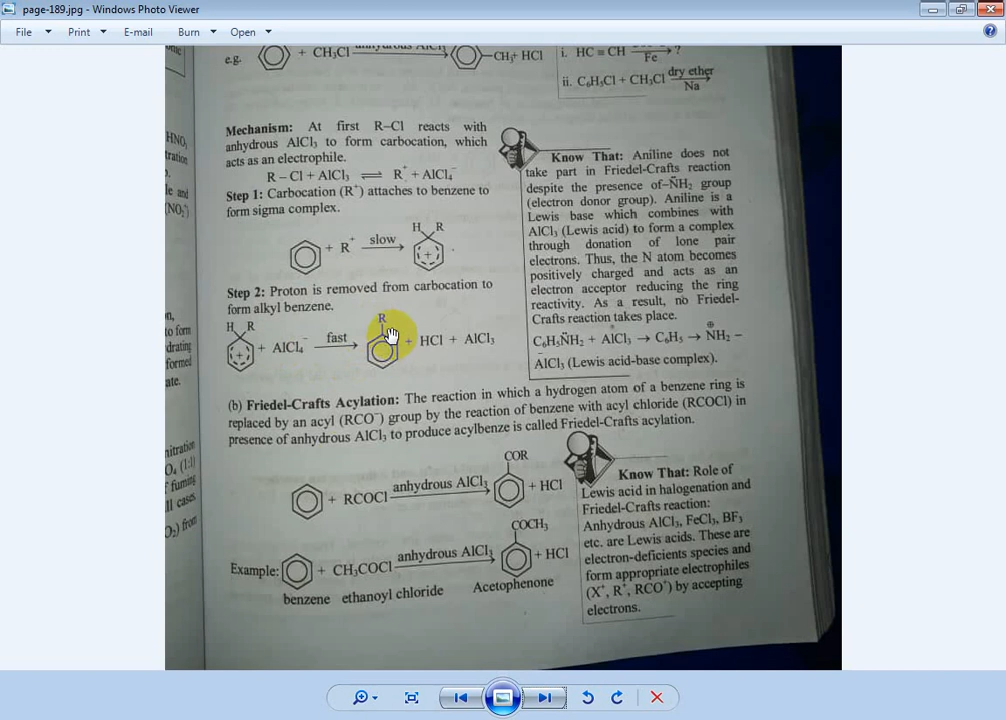 page-189.jpg - Windows Photo Viewer
File Print E-mail Burn Open
e.g. + CH₃Cl anhydrous AlCl₃ CH₃+ HCl
i. HC ≡ CH → ?
Fe
ii. C₆H₅Cl + CH₃Cl dry ether →
Na
HNO₃
le and
(NO₂⁺)
to form
drating
formed
ate.
nitration
O₄ (1:1)
f fuming
ll cases
O₂) from
Mechanism: At first R–Cl reacts with
anhydrous AlCl₃ to form carbocation, which
acts as an electrophile.
R – Cl + AlCl₃ ⇌ R⁺ + AlCl₄⁻
Step 1: Carbocation (R⁺) attaches to benzene to
form sigma complex.
H R
+ R⁺ slow → (+)
Step 2: Proton is removed from carbocation to
form alkyl benzene.
H R R
(+) + AlCl₄⁻ fast → + HCl + AlCl₃
Know That: Aniline does not
take part in Friedel-Crafts reaction
despite the presence of –N̈H₂ group
(electron donor group). Aniline is a
Lewis base which combines with
AlCl₃ (Lewis acid) to form a complex
through donation of lone pair
electrons. Thus, the N atom becomes
positively charged and acts as an
electron acceptor reducing the ring
reactivity. As a result, no Friedel-
Crafts reaction takes place.
C₆H₅N̈H₂ + AlCl₃ → C₆H₅ → N⊕H₂ –
AlCl₃ (Lewis acid-base complex).
(b) Friedel-Crafts Acylation: The reaction in which a hydrogen atom of a benzene ring is
replaced by an acyl (RCO⁻) group by the reaction of benzene with acyl chloride (RCOCl) in
presence of anhydrous AlCl₃ to produce acylbenze is called Friedel-Crafts acylation.
COR
+ RCOCl anhydrous AlCl₃ → + HCl
COCH₃
Example: + CH₃COCl anhydrous AlCl₃ → + HCl
benzene ethanoyl chloride Acetophenone
Know That: Role of
Lewis acid in halogenation and
Friedel-Crafts reaction:
Anhydrous AlCl₃, FeCl₃, BF₃
etc. are Lewis acids. These are
electron-deficients species and
form appropriate electrophiles
(X⁺, R⁺, RCO⁺) by accepting
electrons.